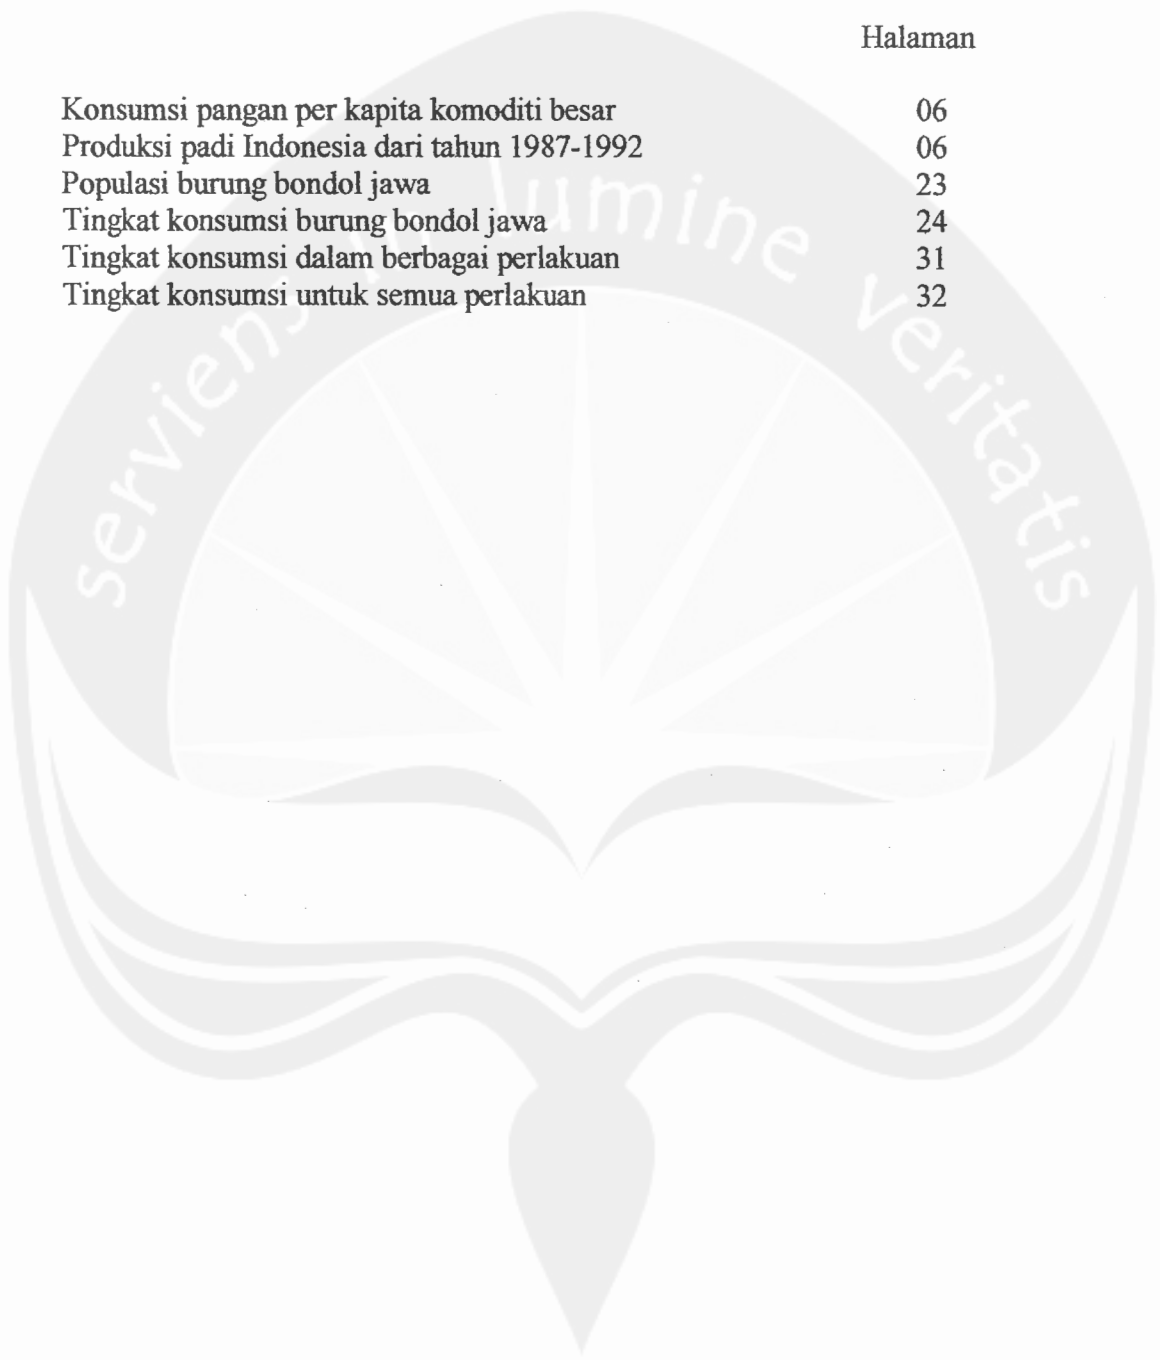 Halaman
Konsumsi pangan per kapita komoditi besar 06
Produksi padi Indonesia dari tahun 1987-1992 06
Populasi burung bondol jawa 23
Tingkat konsumsi burung bondol jawa 24
Tingkat konsumsi dalam berbagai perlakuan 31
Tingkat konsumsi untuk semua perlakuan 32
serviens in lumine veritatis